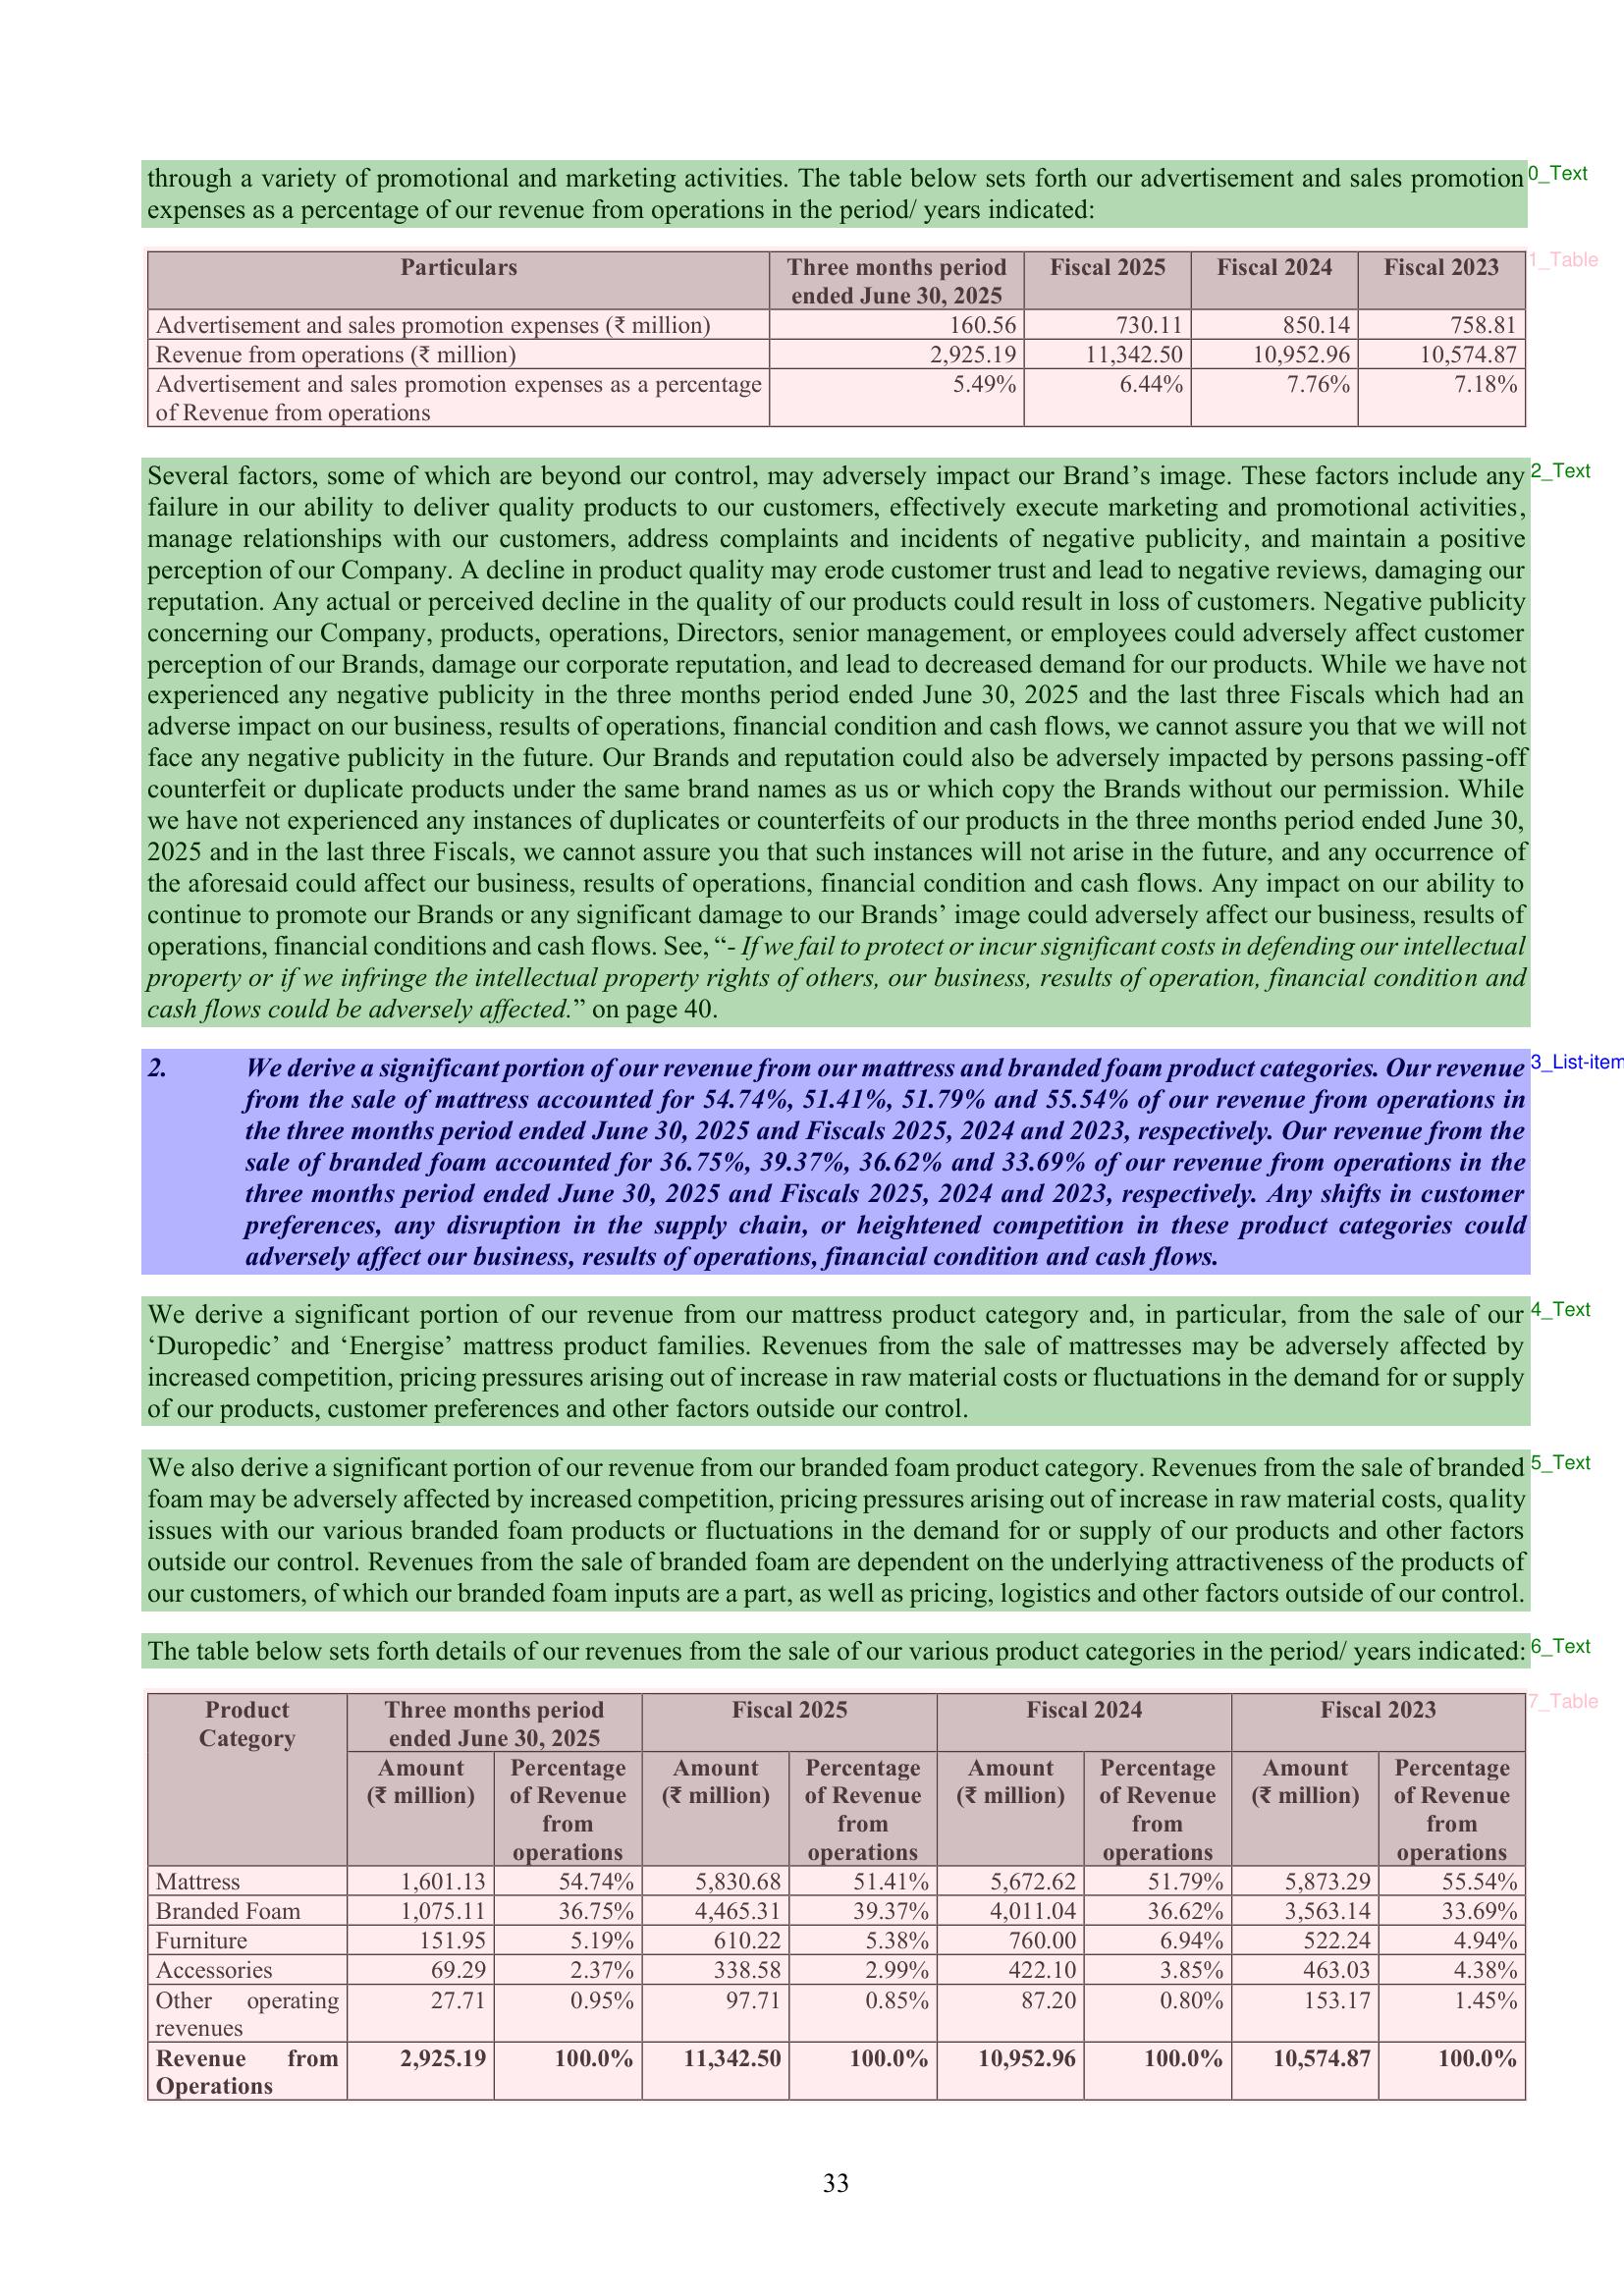 through a variety of promotional and marketing activities. The table below sets forth our advertisement and sales promotion 0_Text
expenses as a percentage of our revenue from operations in the period/ years indicated:
1_Table
Particulars Three months period ended June 30, 2025 Fiscal 2025 Fiscal 2024 Fiscal 2023
Advertisement and sales promotion expenses (₹ million) 160.56 730.11 850.14 758.81
Revenue from operations (₹ million) 2,925.19 11,342.50 10,952.96 10,574.87
Advertisement and sales promotion expenses as a percentage of Revenue from operations 5.49% 6.44% 7.76% 7.18%
Several factors, some of which are beyond our control, may adversely impact our Brand’s image. These factors include any 2_Text
failure in our ability to deliver quality products to our customers, effectively execute marketing and promotional activities,
manage relationships with our customers, address complaints and incidents of negative publicity, and maintain a positive
perception of our Company. A decline in product quality may erode customer trust and lead to negative reviews, damaging our
reputation. Any actual or perceived decline in the quality of our products could result in loss of customers. Negative publicity
concerning our Company, products, operations, Directors, senior management, or employees could adversely affect customer
perception of our Brands, damage our corporate reputation, and lead to decreased demand for our products. While we have not
experienced any negative publicity in the three months period ended June 30, 2025 and the last three Fiscals which had an
adverse impact on our business, results of operations, financial condition and cash flows, we cannot assure you that we will not
face any negative publicity in the future. Our Brands and reputation could also be adversely impacted by persons passing-off
counterfeit or duplicate products under the same brand names as us or which copy the Brands without our permission. While
we have not experienced any instances of duplicates or counterfeits of our products in the three months period ended June 30,
2025 and in the last three Fiscals, we cannot assure you that such instances will not arise in the future, and any occurrence of
the aforesaid could affect our business, results of operations, financial condition and cash flows. Any impact on our ability to
continue to promote our Brands or any significant damage to our Brands’ image could adversely affect our business, results of
operations, financial conditions and cash flows. See, “- If we fail to protect or incur significant costs in defending our intellectual
property or if we infringe the intellectual property rights of others, our business, results of operation, financial condition and
cash flows could be adversely affected.” on page 40.
2. We derive a significant portion of our revenue from our mattress and branded foam product categories. Our revenue 3_List-item
from the sale of mattress accounted for 54.74%, 51.41%, 51.79% and 55.54% of our revenue from operations in
the three months period ended June 30, 2025 and Fiscals 2025, 2024 and 2023, respectively. Our revenue from the
sale of branded foam accounted for 36.75%, 39.37%, 36.62% and 33.69% of our revenue from operations in the
three months period ended June 30, 2025 and Fiscals 2025, 2024 and 2023, respectively. Any shifts in customer
preferences, any disruption in the supply chain, or heightened competition in these product categories could
adversely affect our business, results of operations, financial condition and cash flows.
We derive a significant portion of our revenue from our mattress product category and, in particular, from the sale of our 4_Text
‘Duropedic’ and ‘Energise’ mattress product families. Revenues from the sale of mattresses may be adversely affected by
increased competition, pricing pressures arising out of increase in raw material costs or fluctuations in the demand for or supply
of our products, customer preferences and other factors outside our control.
We also derive a significant portion of our revenue from our branded foam product category. Revenues from the sale of branded 5_Text
foam may be adversely affected by increased competition, pricing pressures arising out of increase in raw material costs, quality
issues with our various branded foam products or fluctuations in the demand for or supply of our products and other factors
outside our control. Revenues from the sale of branded foam are dependent on the underlying attractiveness of the products of
our customers, of which our branded foam inputs are a part, as well as pricing, logistics and other factors outside of our control.
The table below sets forth details of our revenues from the sale of our various product categories in the period/ years indicated: 6_Text
7_Table
Product Category Three months period ended June 30, 2025 Fiscal 2025 Fiscal 2024 Fiscal 2023
Amount (₹ million) Percentage of Revenue from operations Amount (₹ million) Percentage of Revenue from operations Amount (₹ million) Percentage of Revenue from operations Amount (₹ million) Percentage of Revenue from operations
Mattress 1,601.13 54.74% 5,830.68 51.41% 5,672.62 51.79% 5,873.29 55.54%
Branded Foam 1,075.11 36.75% 4,465.31 39.37% 4,011.04 36.62% 3,563.14 33.69%
Furniture 151.95 5.19% 610.22 5.38% 760.00 6.94% 522.24 4.94%
Accessories 69.29 2.37% 338.58 2.99% 422.10 3.85% 463.03 4.38%
Other operating revenues 27.71 0.95% 97.71 0.85% 87.20 0.80% 153.17 1.45%
Revenue from Operations 2,925.19 100.0% 11,342.50 100.0% 10,952.96 100.0% 10,574.87 100.0%
33